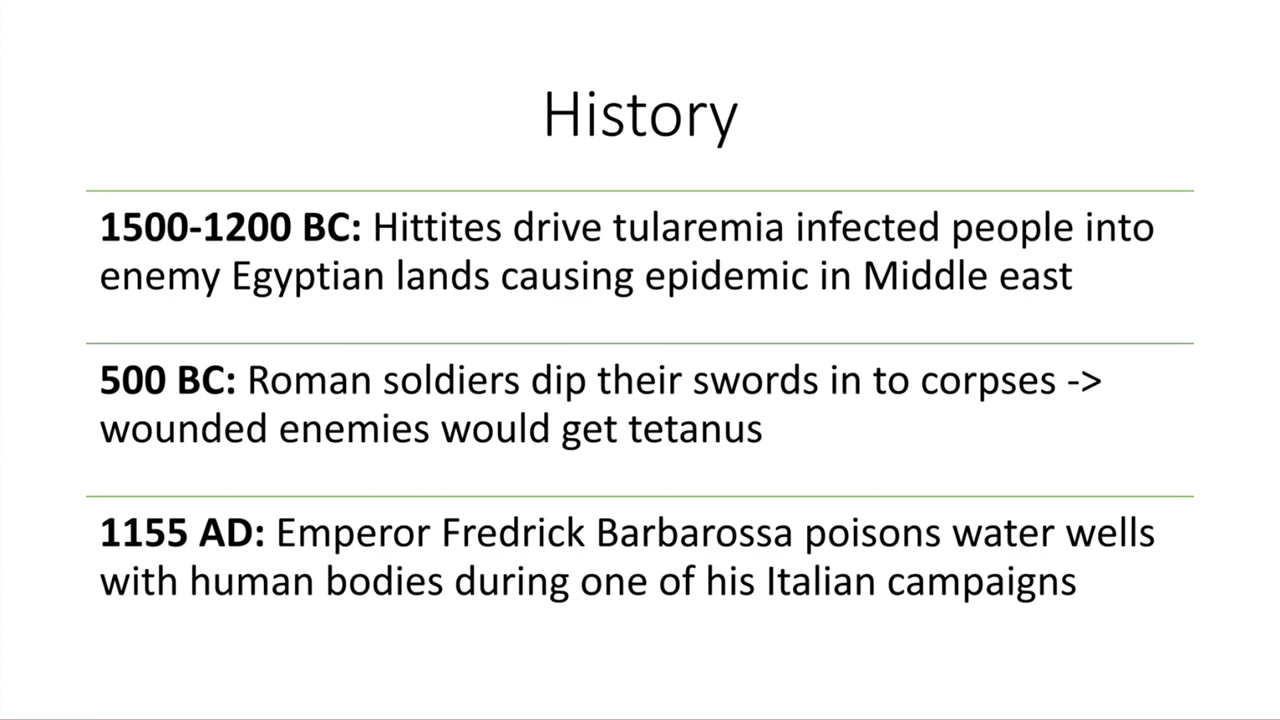 History
1500-1200 BC: Hittites drive tularemia infected people into
enemy Egyptian lands causing epidemic in Middle east
500 BC: Roman soldiers dip their swords in to corpses ->
wounded enemies would get tetanus
1155 AD: Emperor Fredrick Barbarossa poisons water wells
with human bodies during one of his Italian campaigns